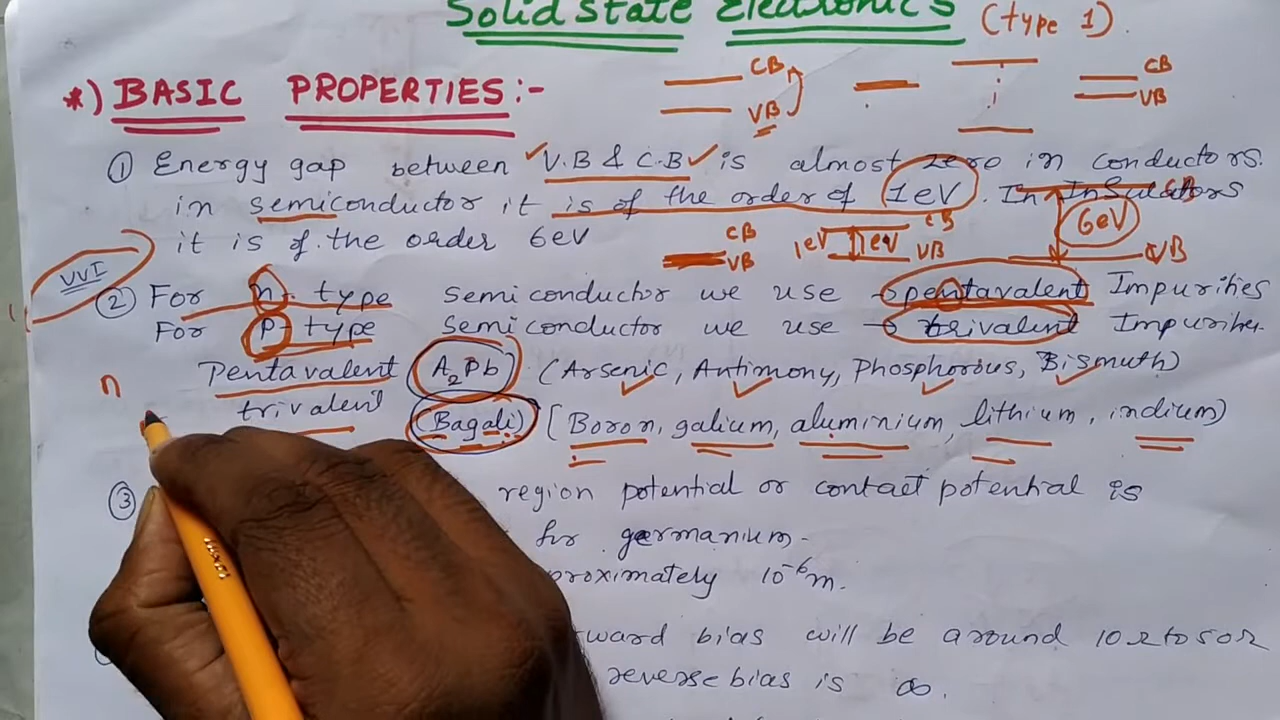 Solid State Electronics (type 1).
*) BASIC PROPERTIES:-
CB
VB
CB
VB
① Energy gap between V.B & C.B is almost zero in conductors.
in semiconductor it is of the order of 1eV. In Insulators
it is of the order 6eV
CB
VB
1eV
1eV
CB
VB
CB
6eV
VB
VVI
② For n-type semiconductor we use → pentavalent Impurities
For P-type semiconductor we use → trivalent
Pentavalent (A2Pb) (Arsenic, Antimony, Phosphorous, Bismuth)
n
trivalent (Bagali) [Boron, galium, aluminium, lithium, indium)
③ region potential or contact potential is
for germanium-
proximately 10-6m.
ward bias will be around 10Ω to 50Ω
reverse bias is ∞.